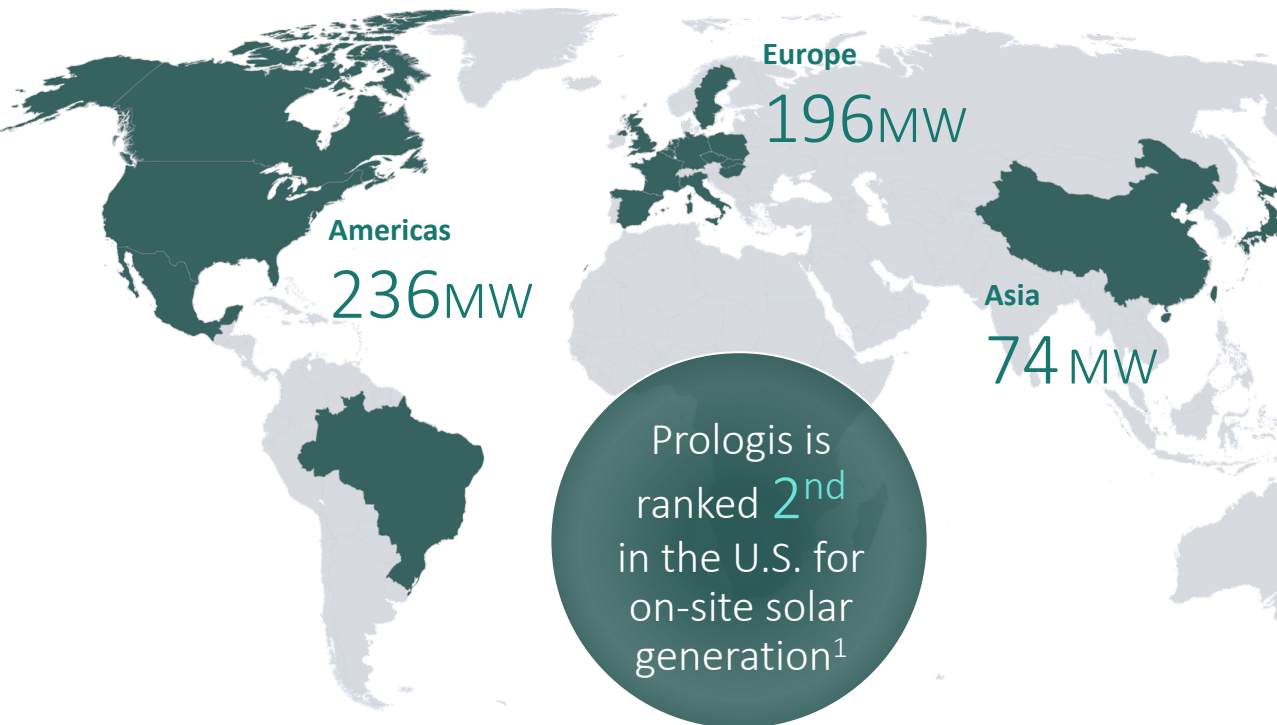 Europe
196MW
Americas
236MW
Asia
74 MW
Prologis is
ranked 2nd
in the U.S. for
on-site solar
generation1